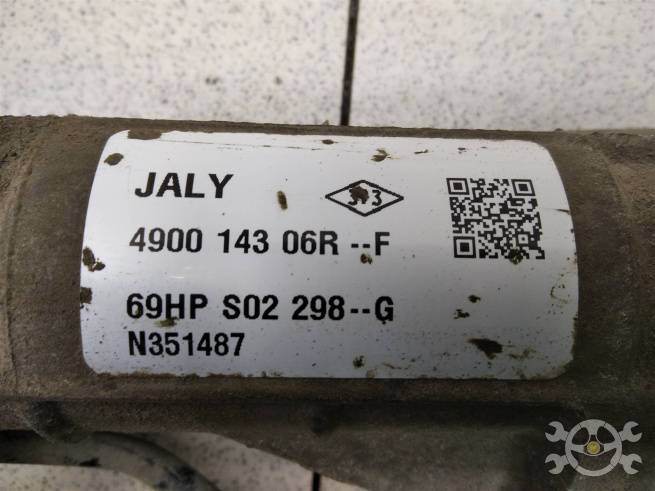 JALY
4900 143 06R --F
69HP S02 298--G
N351487